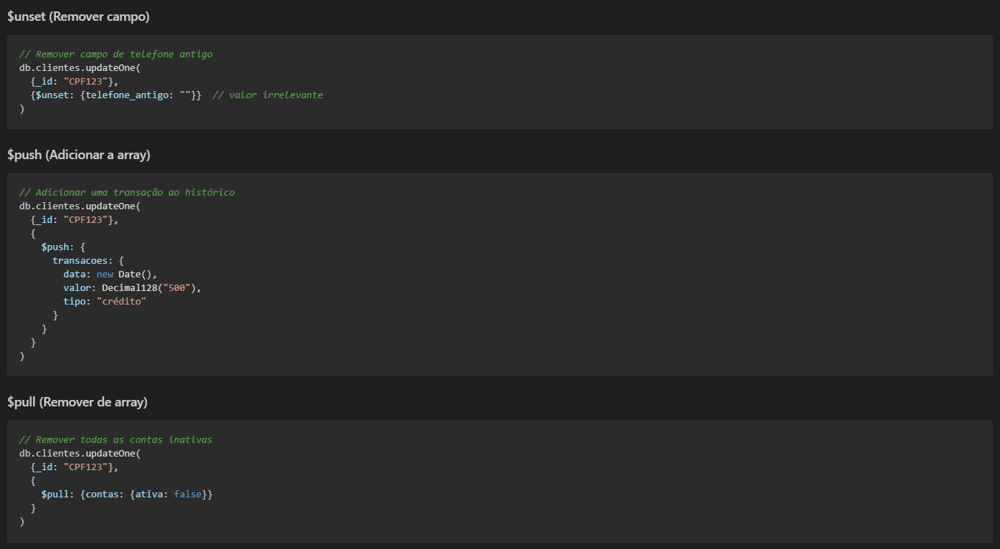 $unset (Remover campo)
// Remover campo de telefone antigo
db.clientes.updateOne(
  {_id: "CPF123"},
  {$unset: {telefone_antigo: ""}}  // valor irrelevante
)
$push (Adicionar a array)
// Adicionar uma transação ao histórico
db.clientes.updateOne(
  {_id: "CPF123"},
  {
    $push: {
      transacoes: {
        data: new Date(),
        valor: Decimal128("500"),
        tipo: "crédito"
      }
    }
  }
)
$pull (Remover de array)
// Remover todas as contas inativas
db.clientes.updateOne(
  {_id: "CPF123"},
  {
    $pull: {contas: {ativa: false}}
  }
)